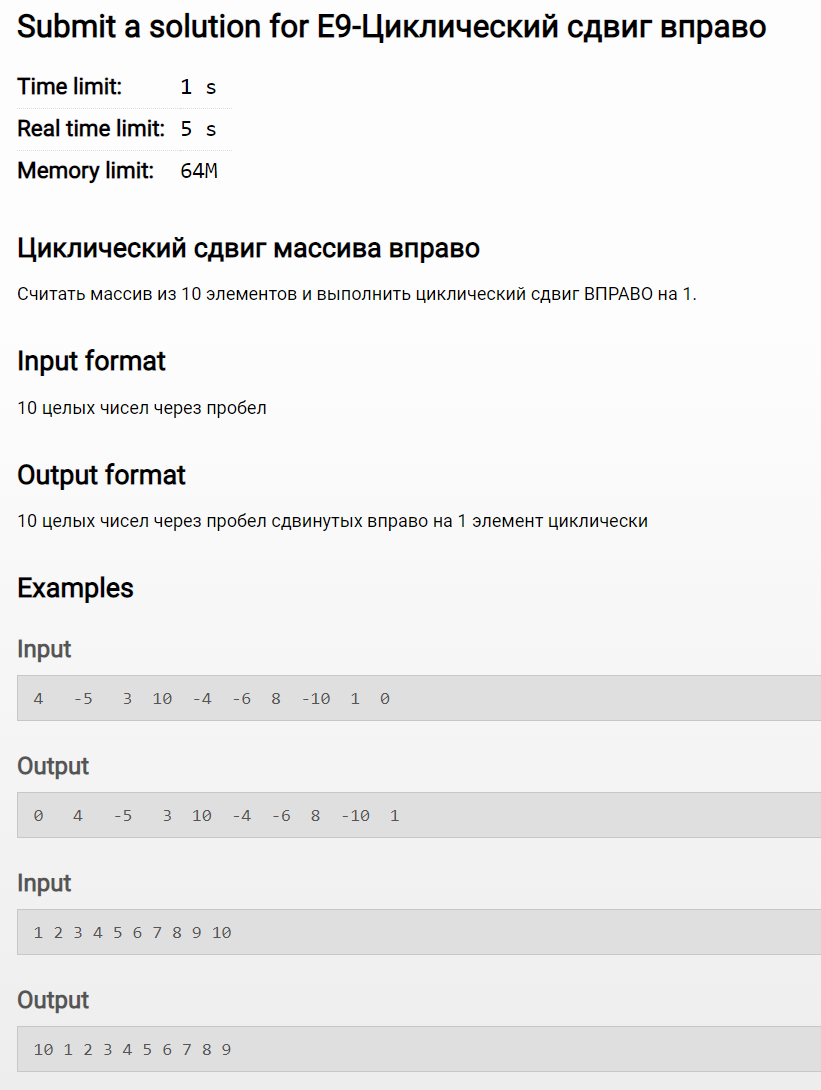 Submit a solution for E9-Циклический сдвиг вправо
Time limit: 1 s
Real time limit: 5 s
Memory limit: 64M
Циклический сдвиг массива вправо
Считать массив из 10 элементов и выполнить циклический сдвиг ВПРАВО на 1.
Input format
10 целых чисел через пробел
Output format
10 целых чисел через пробел сдвинутых вправо на 1 элемент циклически
Examples
Input
4   -5   3  10  -4  -6  8  -10  1  0
Output
0   4   -5   3  10  -4  -6  8  -10  1
Input
1 2 3 4 5 6 7 8 9 10
Output
10 1 2 3 4 5 6 7 8 9